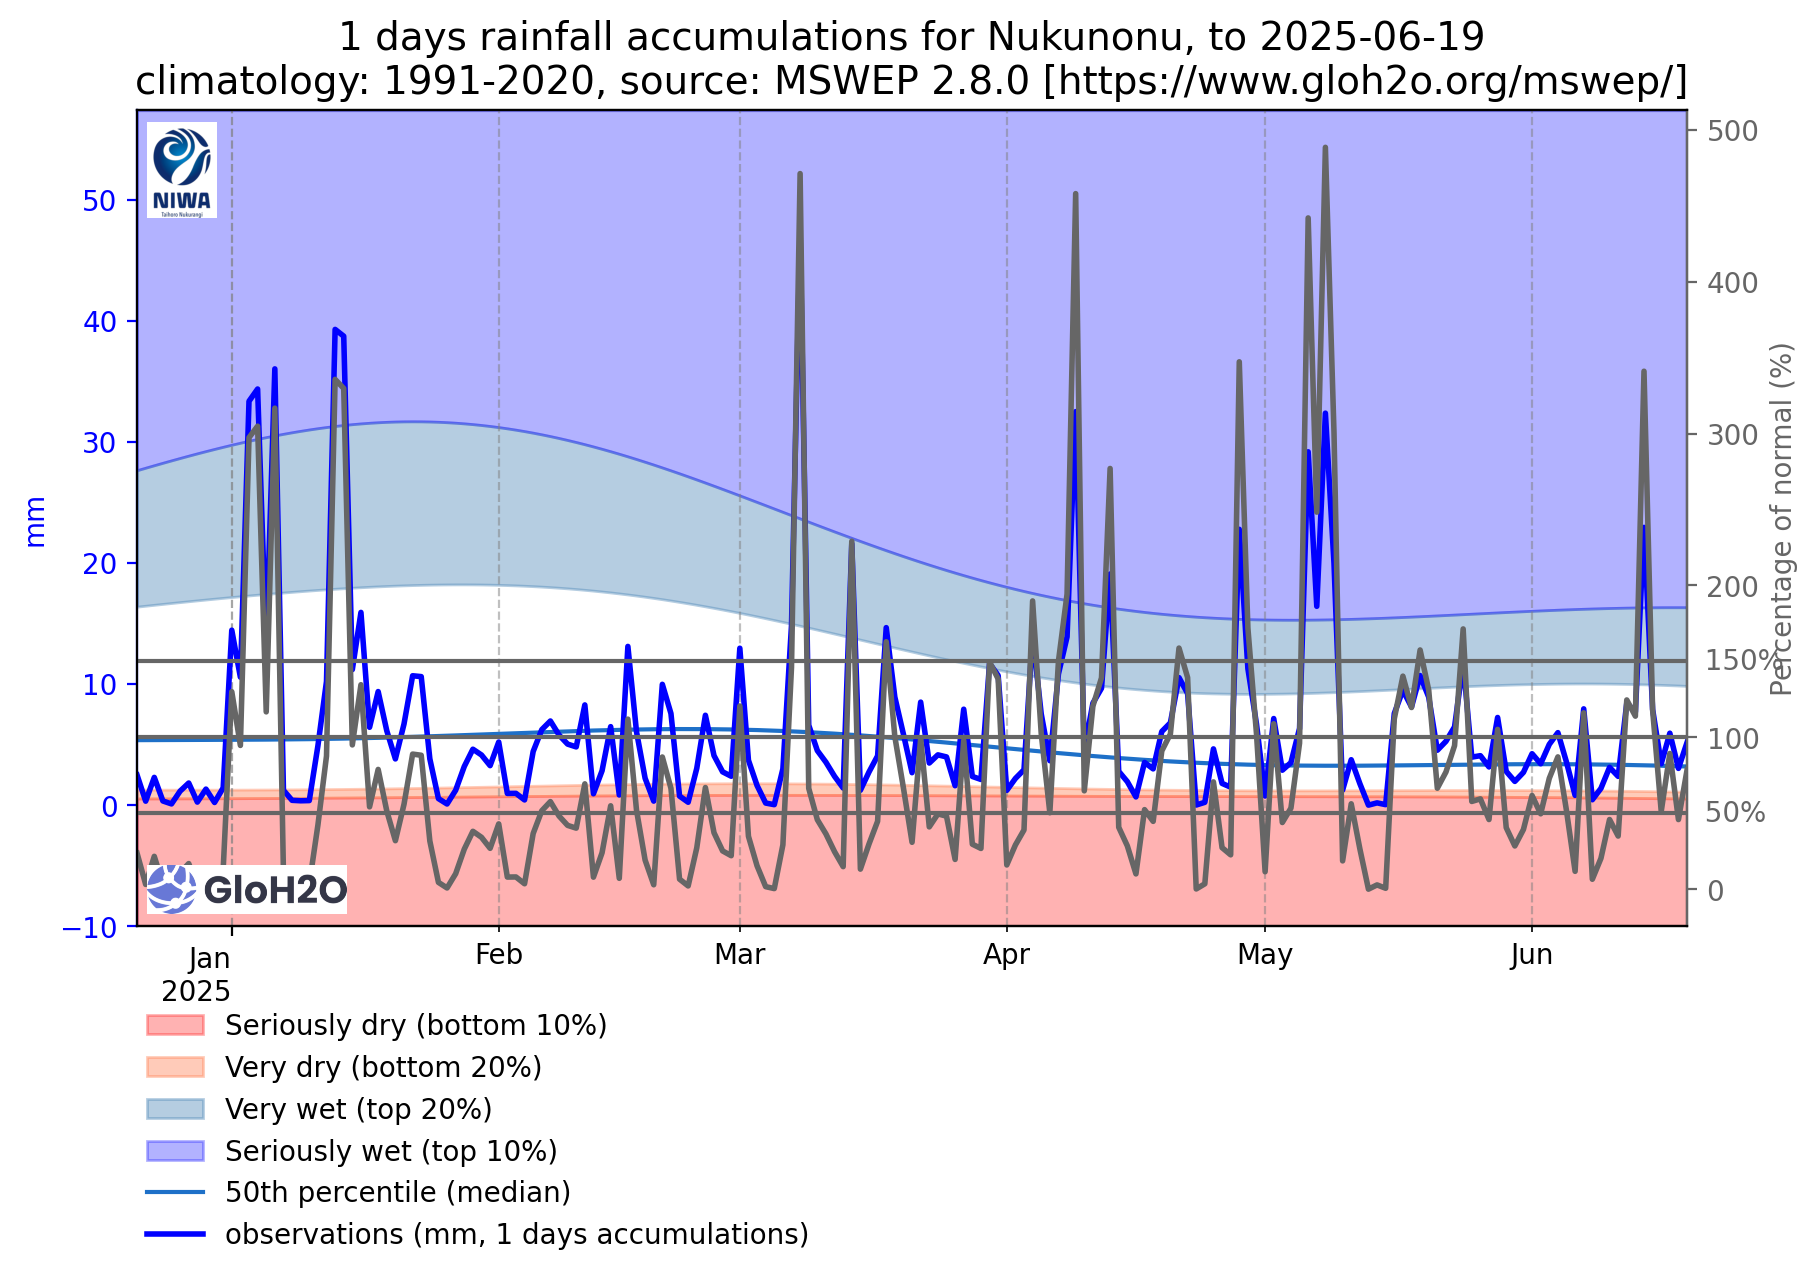 1 days rainfall accumulations for Nukunonu, to 2025-06-19
climatology: 1991-2020, source: MSWEP 2.8.0 [https://www.gloh2o.org/mswep/]
NIWA
Taihoro Nukurangi
50
40
30
20
10
0
−10
mm
500
400
300
200
150%
100
50%
0
Percentage of normal (%)
GloH2O
Jan
2025
Feb
Mar
Apr
May
Jun
Seriously dry (bottom 10%)
Very dry (bottom 20%)
Very wet (top 20%)
Seriously wet (top 10%)
50th percentile (median)
observations (mm, 1 days accumulations)